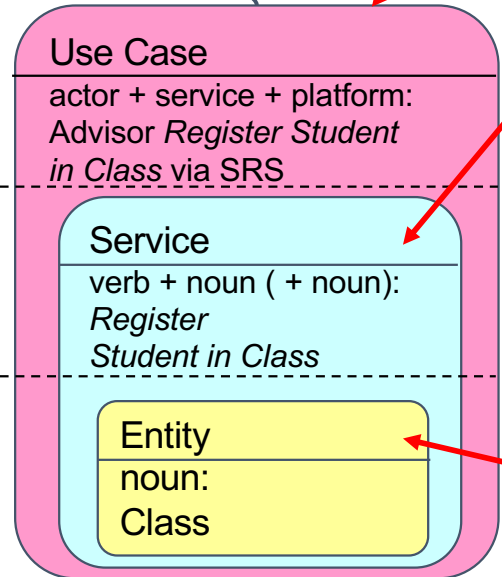 Use Case
actor + service + platform:
Advisor Register Student
in Class via SRS
Service
verb + noun ( + noun):
Register
Student in Class
Entity
noun:
Class